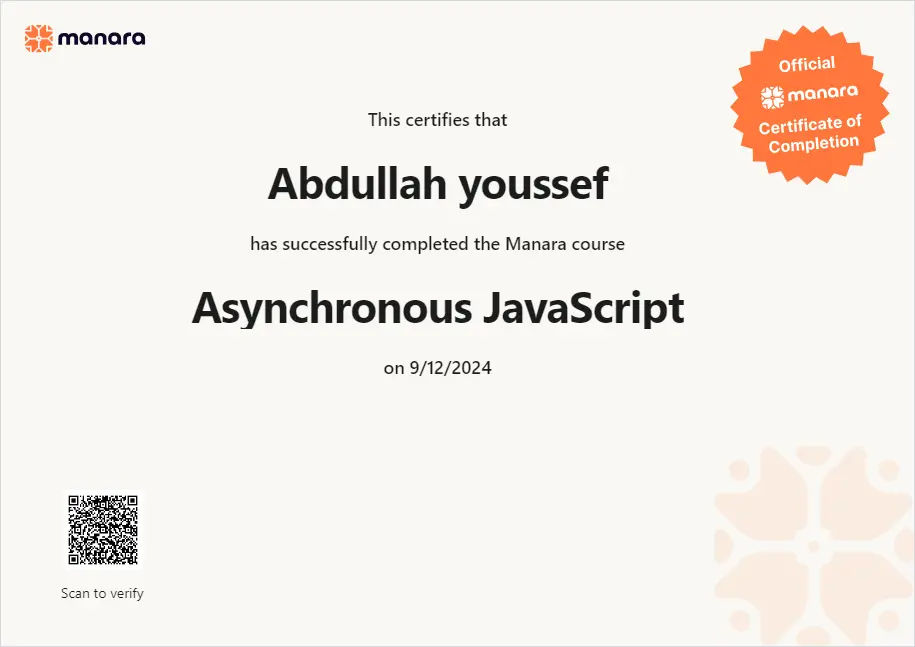 manara
Official
manara
Certificate of
Completion
This certifies that
Abdullah youssef
has successfully completed the Manara course
Asynchronous JavaScript
on 9/12/2024
Scan to verify